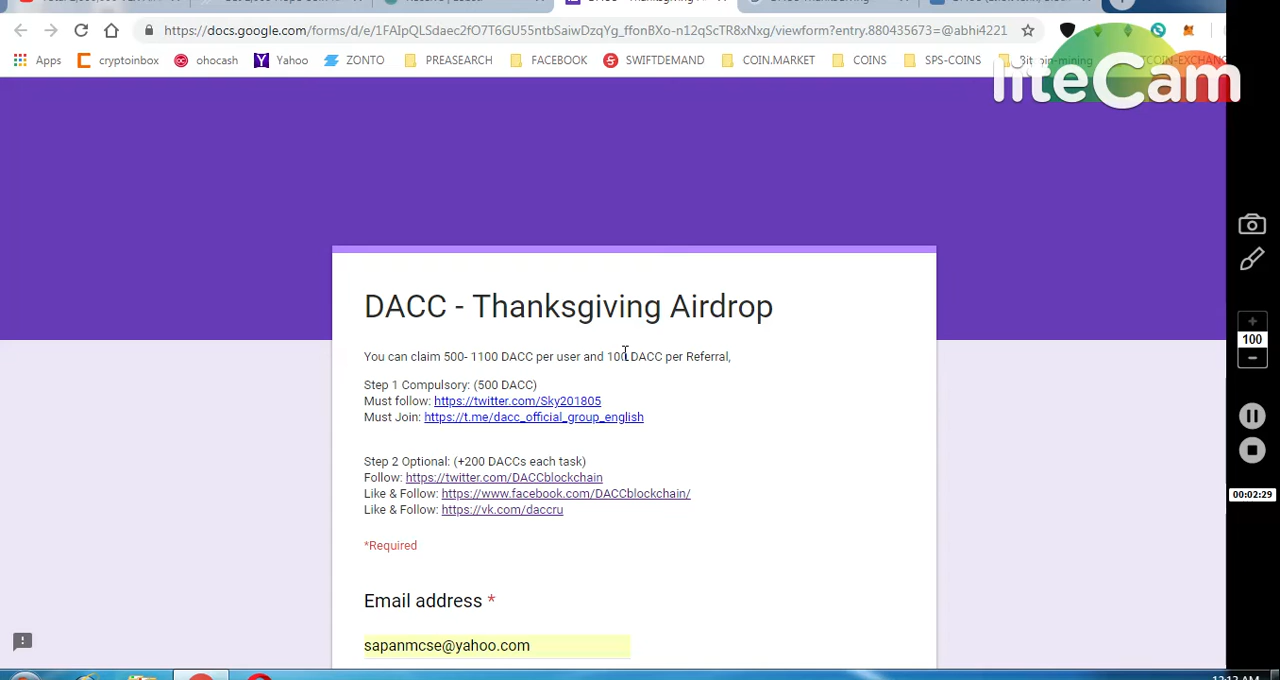 https://docs.google.com/forms/d/e/1FAIpQLSdaec2fO7T6GU55ntbSaiwDzqYg_ffonBXo-n12qScTR8xNxg/viewform?entry.880435673=@abhi4221
Apps cryptoinbox ohocash Yahoo ZONTO PREASEARCH FACEBOOK SWIFTDEMAND COIN.MARKET COINS SPS-COINS
liteCam
DACC - Thanksgiving Airdrop
You can claim 500- 1100 DACC per user and 100 DACC per Referral,
Step 1 Compulsory: (500 DACC)
Must follow: https://twitter.com/Sky201805
Must Join: https://t.me/dacc_official_group_english
Step 2 Optional: (+200 DACCs each task)
Follow: https://twitter.com/DACCblockchain
Like & Follow: https://www.facebook.com/DACCblockchain/
Like & Follow: https://vk.com/daccru
*Required
Email address *
sapanmcse@yahoo.com
100
00:02:29